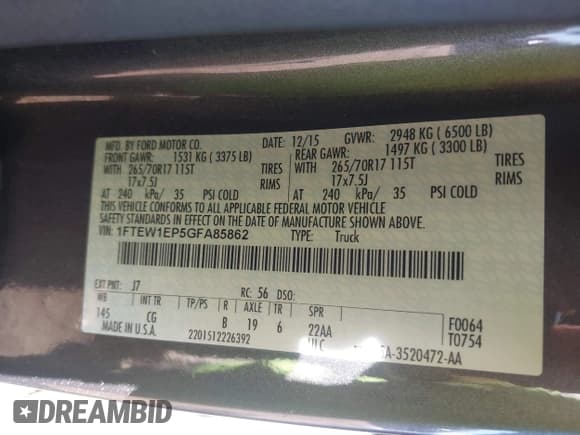 MFD. BY FORD MOTOR CO. 12/15 GVWR: 2948 KG ( 6500 LB)
FRONT GAWR: 1531 KG ( 3375 LB) REAR GAWR: 1497 KG ( 3300 LB)
WITH 265/70R17 115T TIRES WITH 265/70R17 115T TIRES
17x7.5J RIMS 17x7.5J RIMS
AT 240 kPa/ 35 PSI COLD AT 240 kPa/ 35 PSI COLD
THIS VEHICLE CONFORMS TO ALL APPLICABLE FEDERAL MOTOR VEHICLE
SAFETY STANDARDS IN EFFECT ON THE DATE OF MANUFACTURE SHOWN ABOVE.
VIN: 1FTEW1EP5GFA85862 TYPE: Truck
EXT PNT: J7 RC: 56 DSO:
WB INT TR TP/PS R AXLE TR SPR F0064
145 CG B 19 6 22AA T0754
MADE IN U.S.A. 2201512226392 A-3520472-AA
DREAMBID